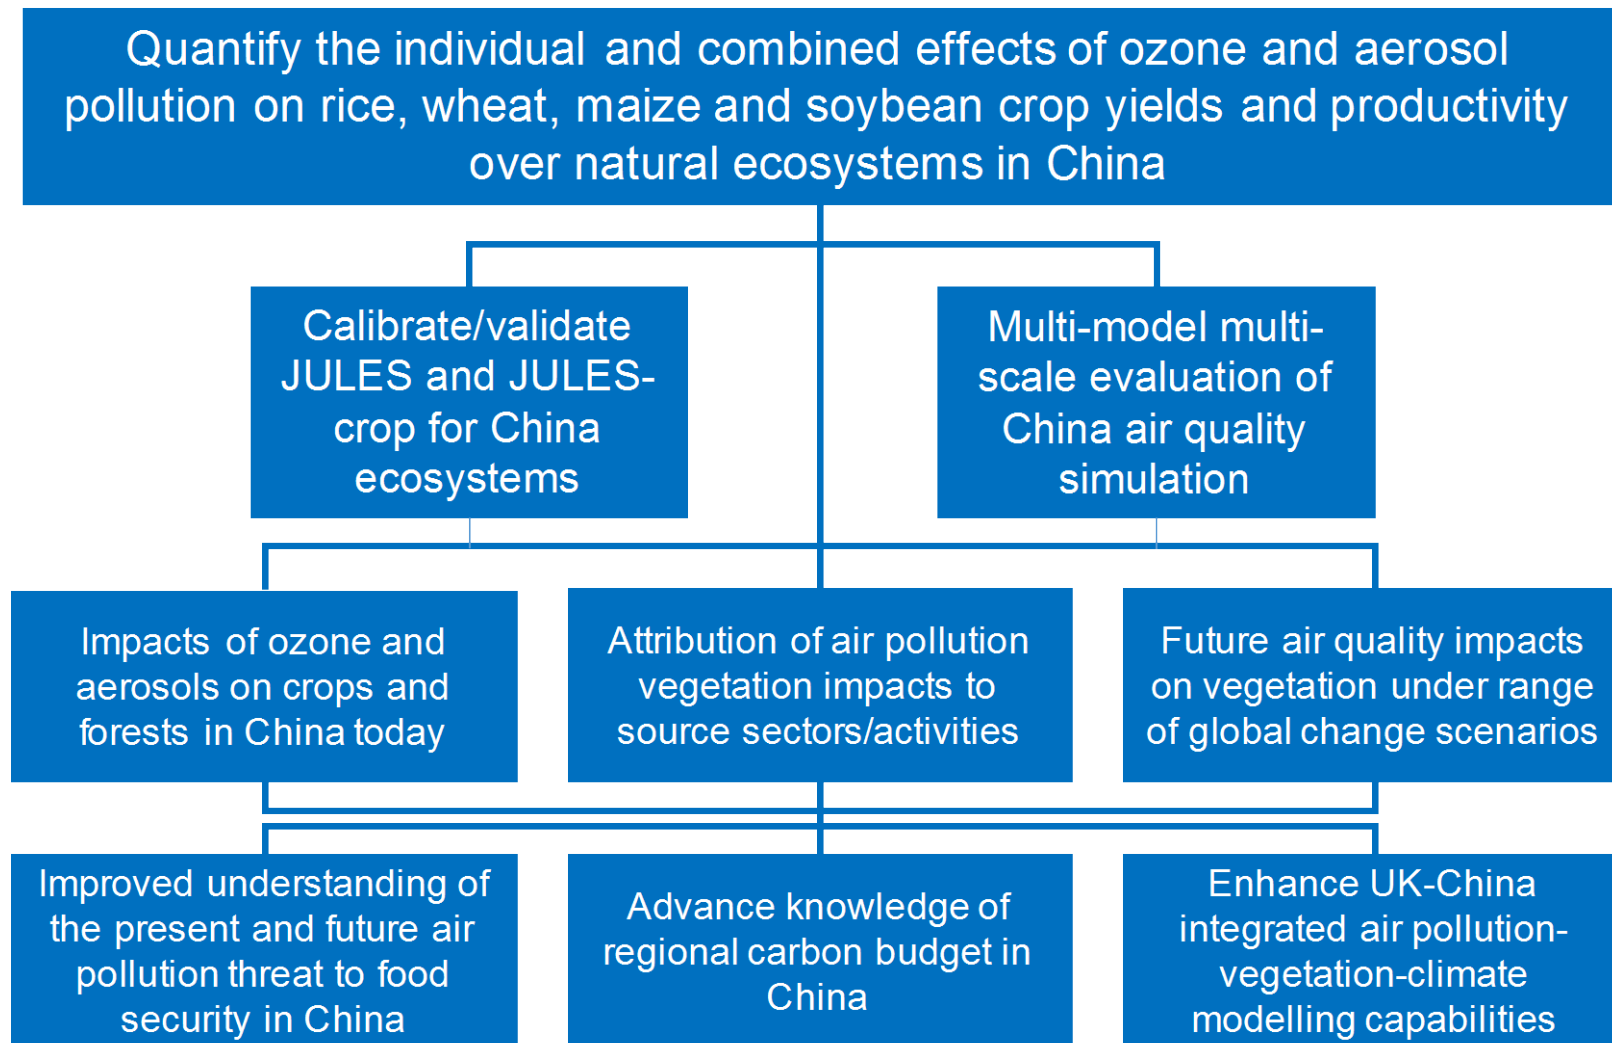 Quantify the individual and combined effects of ozone and aerosol
pollution on rice, wheat, maize and soybean crop yields and productivity
over natural ecosystems in China
Calibrate/validate
JULES and JULES-
crop for China
ecosystems
Multi-model multi-
scale evaluation of
China air quality
simulation
Impacts of ozone and
aerosols on crops and
forests in China today
Attribution of air pollution
vegetation impacts to
source sectors/activities
Future air quality impacts
on vegetation under range
of global change scenarios
Improved understanding of
the present and future air
pollution threat to food
security in China
Advance knowledge of
regional carbon budget in
China
Enhance UK-China
integrated air pollution-
vegetation-climate
modelling capabilities